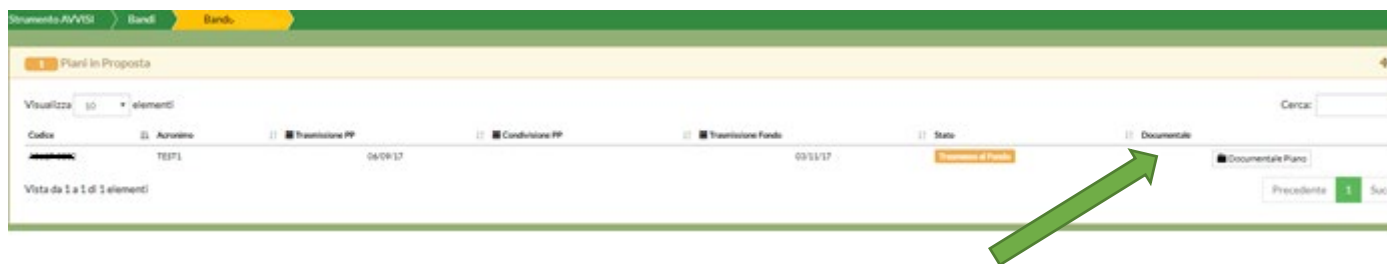 Strumento AVVISI Bandi Bando
1 Piani in Proposta
Visualizza 10 elementi Cerca:
Codice Acronimo Trasmissione PP Condivisione PP Trasmissione Fondo Stato Documentale
TEST1 06/09/17 03/11/17 Trasmesso al Fondo Documentale Piano
Vista da 1 a 1 di 1 elementi
Precedente 1 Suc